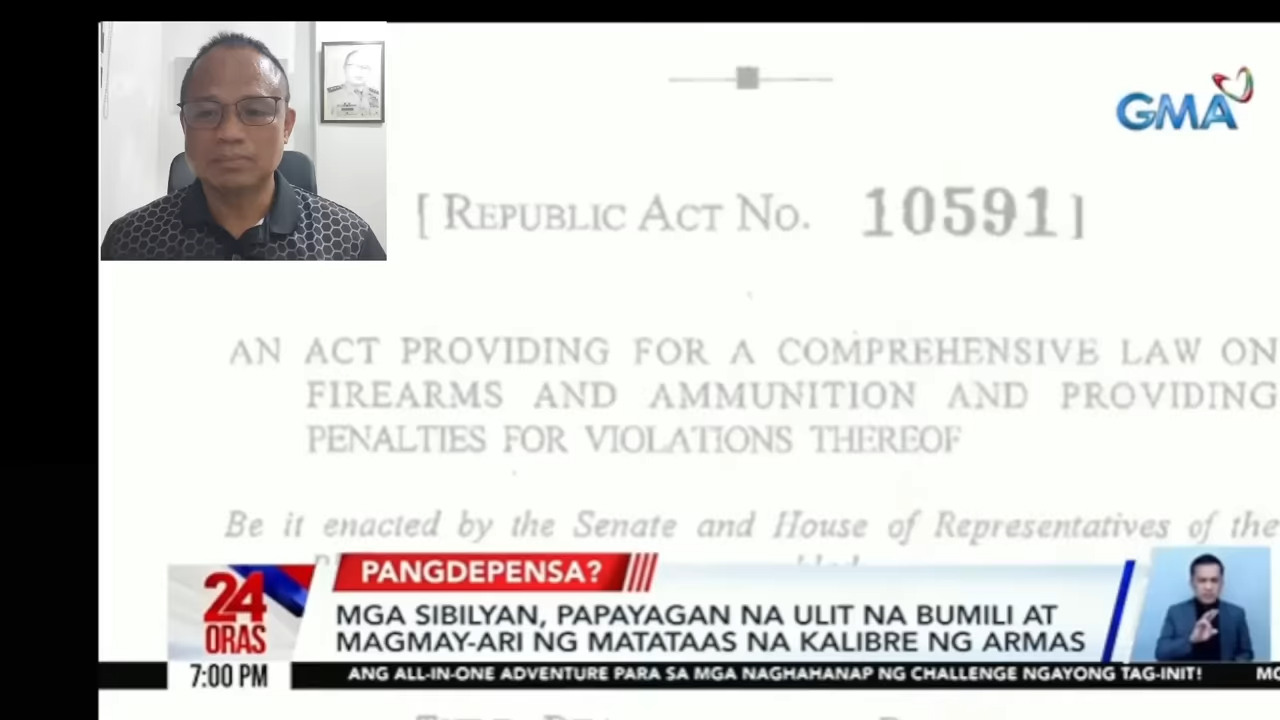 GMA
[ REPUBLIC ACT NO. 10591 ]
AN ACT PROVIDING FOR A COMPREHENSIVE LAW ON
FIREARMS AND AMMUNITION AND PROVIDING
PENALTIES FOR VIOLATIONS THEREOF
Be it enacted by the Senate and House of Representatives of the
PANGDEPENSA?
24
ORAS
MGA SIBILYAN, PAPAYAGAN NA ULIT NA BUMILI AT
MAGMAY-ARI NG MATATAAS NA KALIBRE NG ARMAS
7:00 PM
ANG ALL-IN-ONE ADVENTURE PARA SA MGA NAGHAHANAP NG CHALLENGE NGAYONG TAG-INIT!